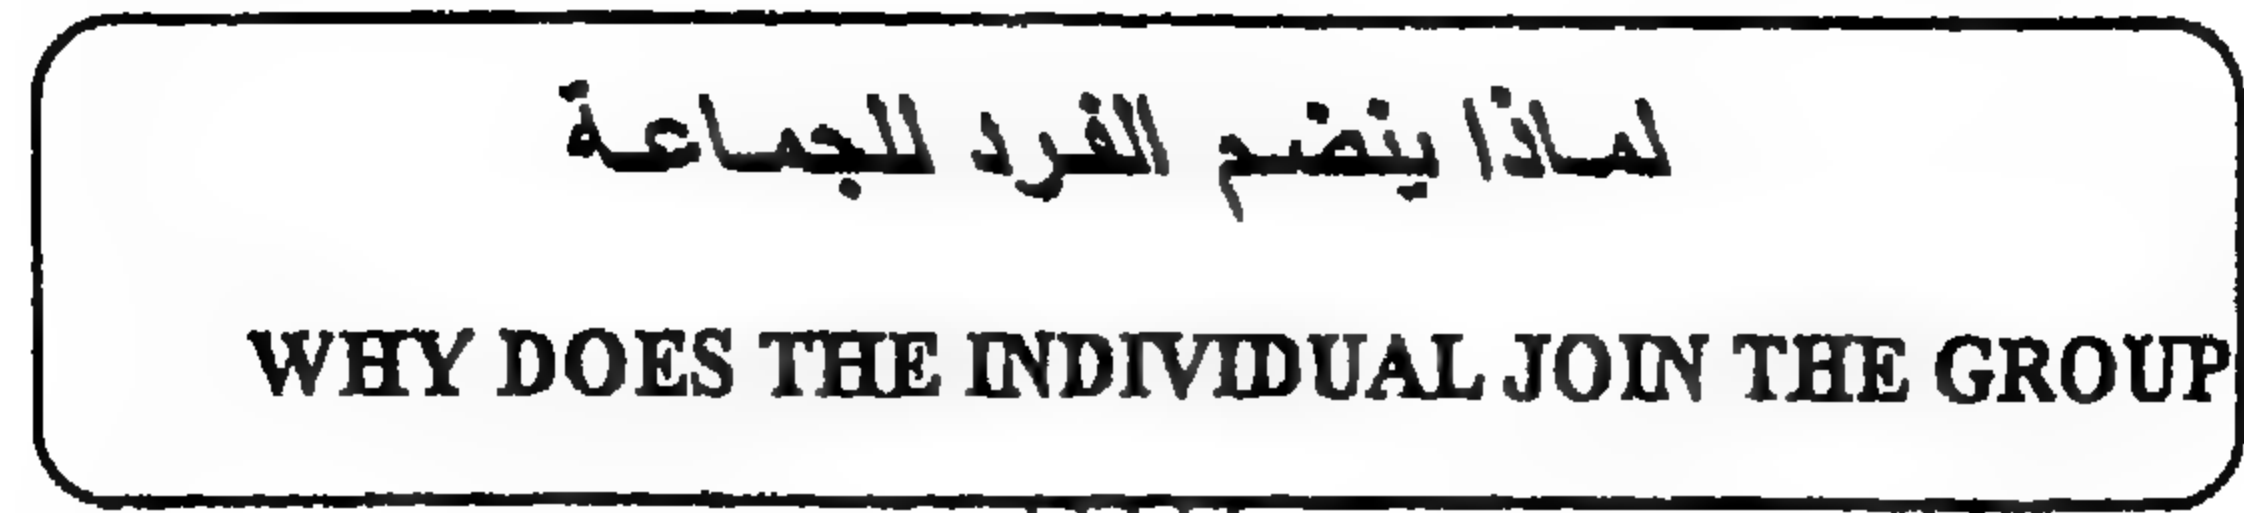 لماذا ينضم الفرد للجماعة
WHY DOES THE INDIVIDUAL JOIN THE GROUP